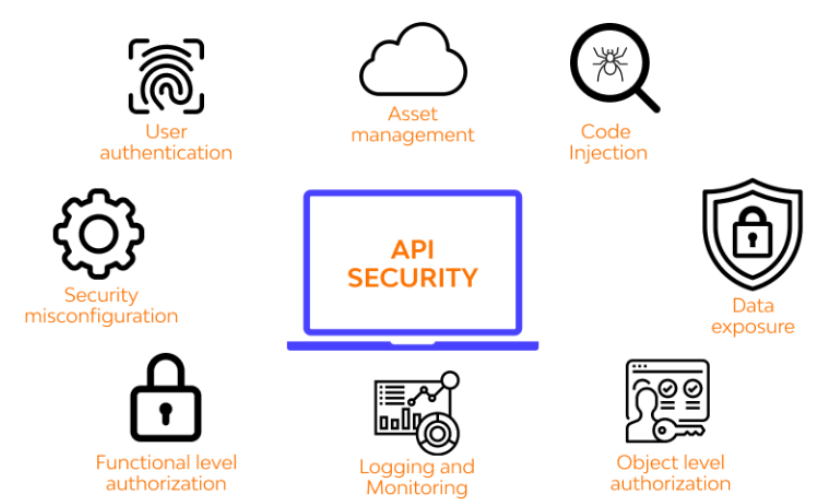 User
authentication
Asset
management
Code
Injection
Security
misconfiguration
API
SECURITY
Data
exposure
Functional level
authorization
Logging and
Monitoring
Object level
authorization